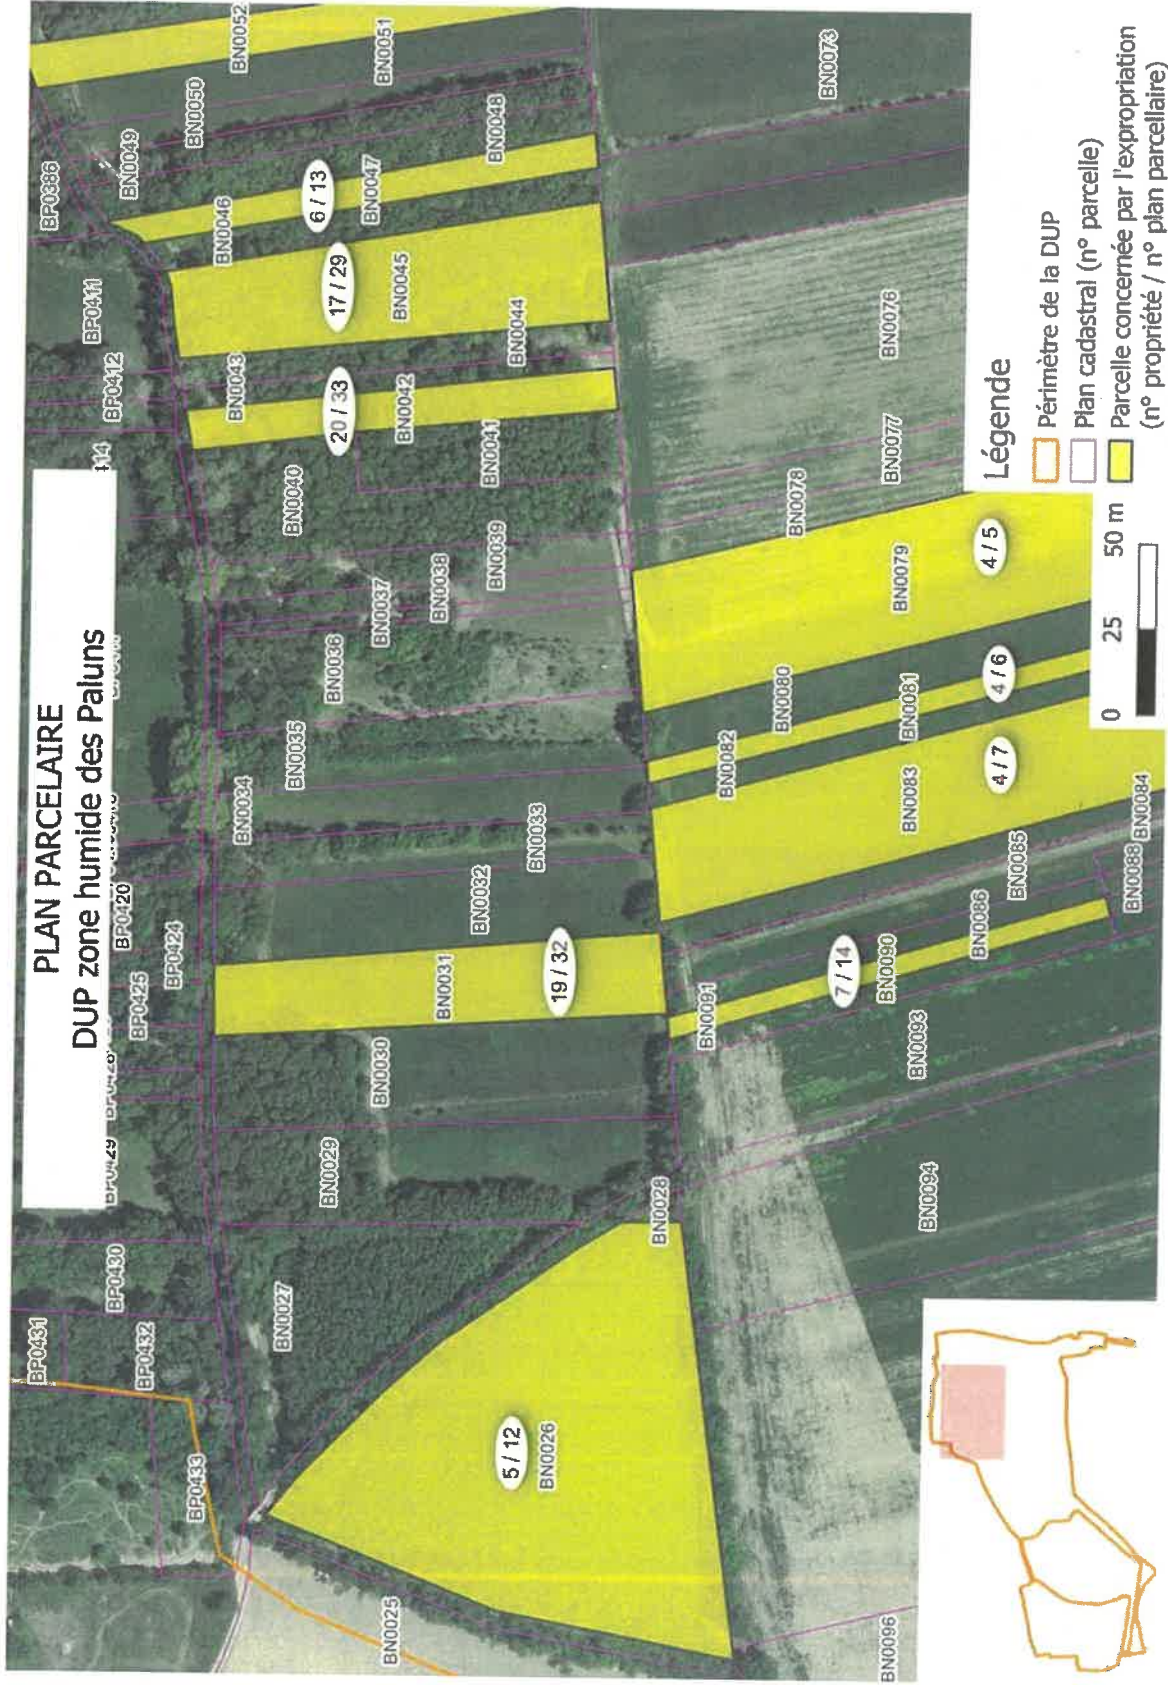 PLAN PARCELAIRE
DUP zone humide des Paluns
BP0431
BP0432
BP0433
BP0430
BP0429
BP0428
BP0425
BP0424
BP0420
BP0412
BP0411
BP0386
BN0025
BN0027
BN0029
BN0030
BN0031
BN0032
BN0033
BN0034
BN0035
BN0036
BN0037
BN0038
BN0039
BN0040
BN0041
BN0042
BN0043
BN0044
BN0045
BN0046
BN0047
BN0048
BN0049
BN0050
BN0051
BN0052
5 / 12
BN0026
19 / 32
20 / 33
17 / 29
6 / 13
BN0028
BN0091
BN0082
BN0080
BN0078
BN0077
BN0076
BN0073
7 / 14
BN0090
BN0093
BN0094
BN0096
BN0086
BN0085
BN0088
BN0084
BN0083
BN0081
BN0079
4 / 7
4 / 6
4 / 5
0 25 50 m
Légende
Périmètre de la DUP
Plan cadastral (n° parcelle)
Parcelle concernée par l'expropriation
(n° propriété / n° plan parcellaire)